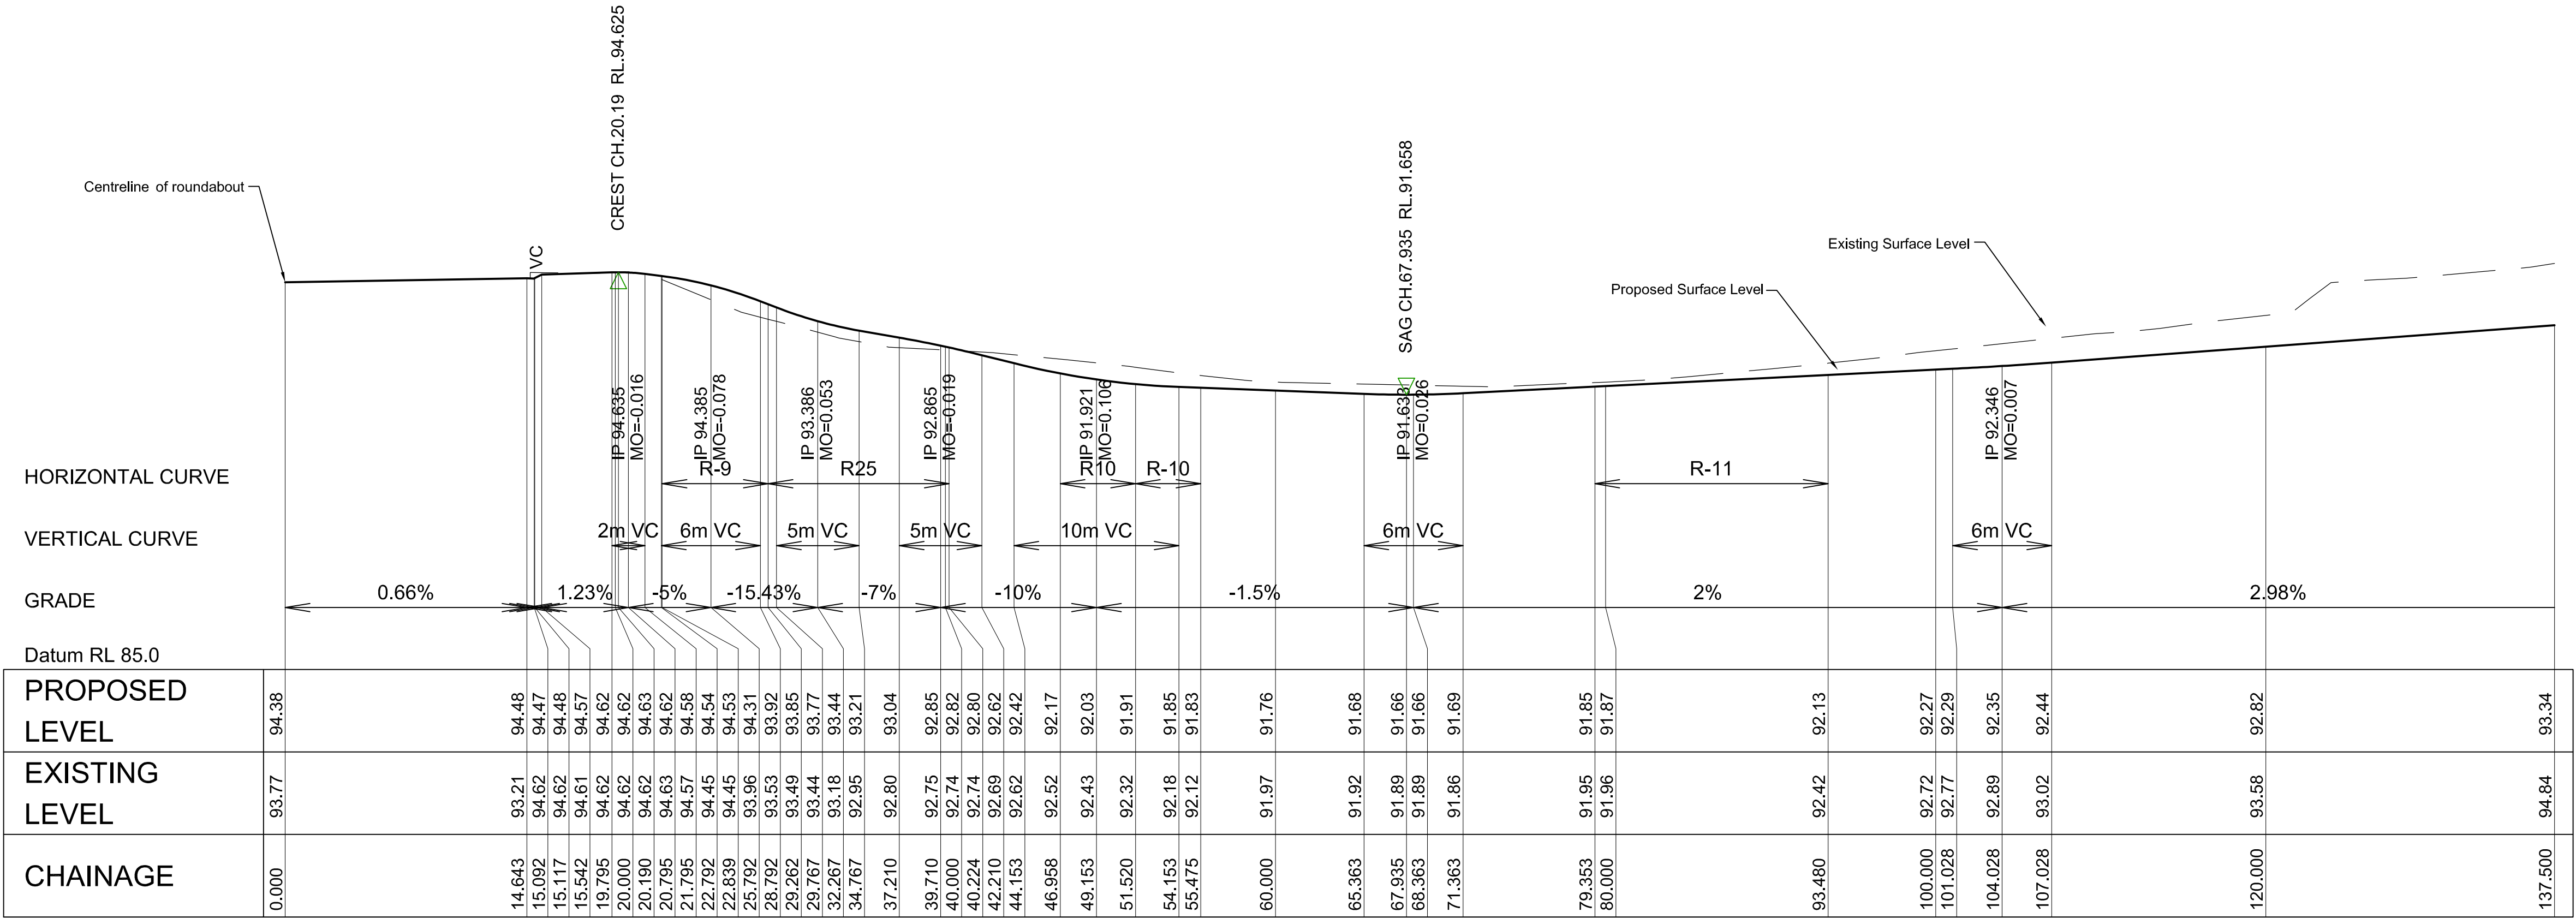 CREST CH.20.19 RL.94.625
SAG CH.67.935 RL.91.658
Centreline of roundabout
VC
Existing Surface Level
Proposed Surface Level
IP 94.635
MO=-0.016
IP 94.385
MO=-0.078
IP 93.386
MO=0.053
IP 92.865
MO=-0.019
IP 91.921
MO=0.106
MO=0.026
IP 92.346
MO=0.007
HORIZONTAL CURVE R-9 R25 R10 R-10 R-11
VERTICAL CURVE 2m VC 6m VC 5m VC 5m VC 10m VC 6m VC 6m VC
GRADE 0.66% 1.23% -5% -15.43% -7% -10% -1.5% 2% 2.98%
Datum RL 85.0
PROPOSED
LEVEL
94.38 94.48 94.47 94.48 94.57 94.62 94.62 94.63 94.62 94.58 94.54 94.53 94.31 93.92 93.85 93.77 93.44 93.21 93.04 92.85 92.82 92.80 92.62 92.42 92.17 92.03 91.91 91.85 91.83 91.76 91.68 91.66 91.66 91.69 91.85 91.87 92.13 92.27 92.29 92.35 92.44 92.82 93.34
EXISTING
LEVEL
93.77 93.21 94.62 94.62 94.61 94.62 94.62 94.62 94.63 94.57 94.45 94.45 93.96 93.53 93.49 93.44 93.18 92.95 92.80 92.75 92.74 92.74 92.69 92.62 92.52 92.43 92.32 92.18 92.12 91.97 91.92 91.89 91.89 91.86 91.95 91.96 92.42 92.72 92.77 92.89 93.02 93.58 94.84
CHAINAGE
0.000 14.643 15.092 15.117 15.542 19.795 20.000 20.190 20.795 21.795 22.792 22.839 25.792 28.792 29.262 29.767 32.267 34.767 37.210 39.710 40.000 40.224 42.210 44.153 46.958 49.153 51.520 54.153 55.475 60.000 65.363 67.935 68.363 71.363 79.353 80.000 93.480 100.000 101.028 104.028 107.028 120.000 137.500